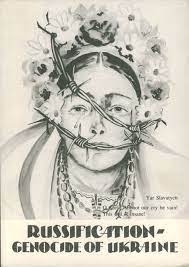 Yar Slavutych
RUSSIFICATION-
GENOCIDE OF UKRAINE